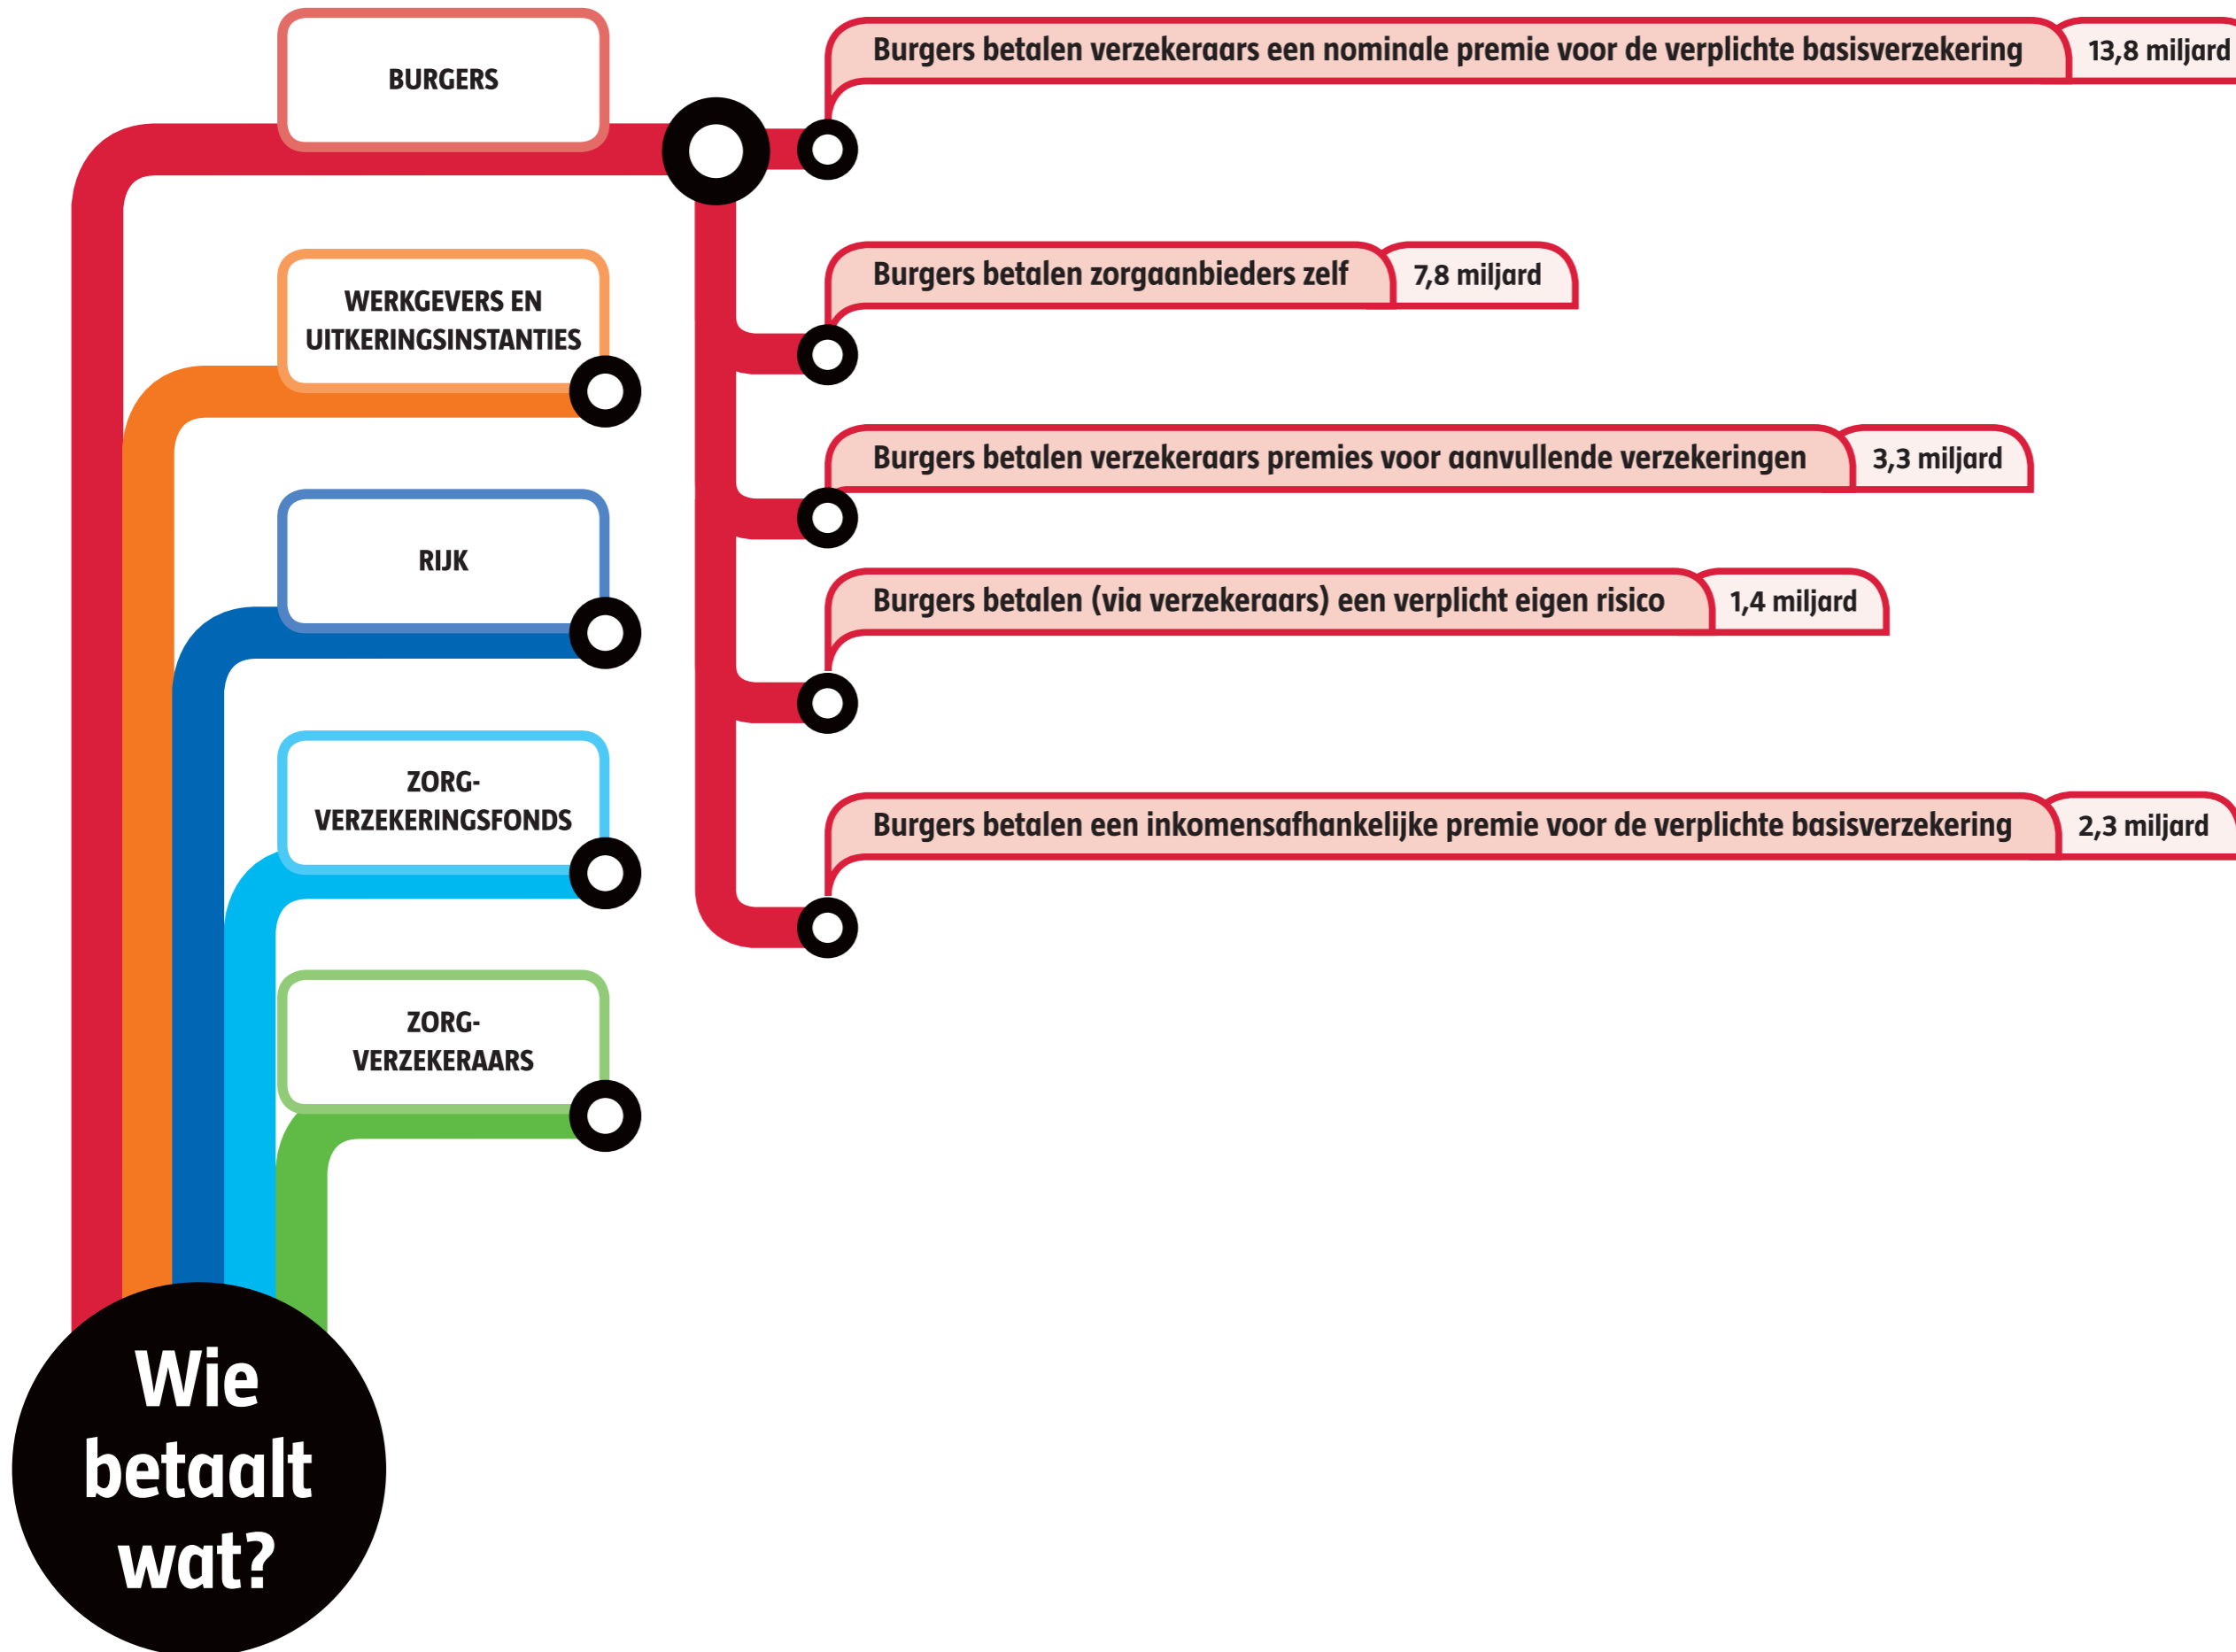 BURGERS
Burgers betalen verzekeraars een nominale premie voor de verplichte basisverzekering
13,8 miljard
Burgers betalen zorgaanbieders zelf
7,8 miljard
WERKGEVERS EN
UITKERINGSINSTANTIES
Burgers betalen verzekeraars premies voor aanvullende verzekeringen
3,3 miljard
RIJK
Burgers betalen (via verzekeraars) een verplicht eigen risico
1,4 miljard
ZORG-
VERZEKERINGSFONDS
Burgers betalen een inkomensafhankelijke premie voor de verplichte basisverzekering
2,3 miljard
ZORG-
VERZEKERAARS
Wie
betaalt
wat?